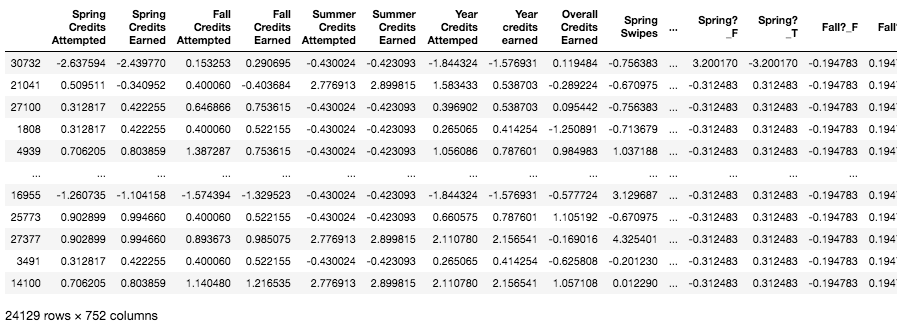 Spring Credits Attempted Spring Credits Earned Fall Credits Attempted Fall Credits Earned Summer Credits Attempted Summer Credits Earned Year Credits Attemped Year credits earned Overall Credits Earned Spring Swipes ... Spring?_F Spring?_T Fall?_F Fall?
30732 -2.637594 -2.439770 0.153253 0.290695 -0.430024 -0.423093 -1.844324 -1.576931 0.119484 -0.756383 ... 3.200170 -3.200170 -0.194783 0.194
21041 0.509511 -0.340952 0.400060 -0.403684 2.776913 2.899815 1.583433 0.538703 -0.289224 -0.670975 ... -0.312483 0.312483 -0.194783 0.194
27100 0.312817 0.422255 0.646866 0.753615 -0.430024 -0.423093 0.396902 0.538703 0.095442 -0.756383 ... -0.312483 0.312483 -0.194783 0.194
1808 0.312817 0.422255 0.400060 0.522155 -0.430024 -0.423093 0.265065 0.414254 -1.250891 -0.713679 ... -0.312483 0.312483 -0.194783 0.194
4939 0.706205 0.803859 1.387287 0.753615 -0.430024 -0.423093 1.056086 0.787601 0.984983 1.037188 ... -0.312483 0.312483 -0.194783 0.194
... ... ... ... ... ... ... ... ... ... ... ... ... ... ...
16955 -1.260735 -1.104158 -1.574394 -1.329523 -0.430024 -0.423093 -1.844324 -1.576931 -0.577724 3.129687 ... -0.312483 0.312483 -0.194783 0.194
25773 0.902899 0.994660 0.400060 0.522155 -0.430024 -0.423093 0.660575 0.787601 1.105192 -0.670975 ... -0.312483 0.312483 -0.194783 0.194
27377 0.902899 0.994660 0.893673 0.985075 2.776913 2.899815 2.110780 2.156541 -0.169016 4.325401 ... -0.312483 0.312483 -0.194783 0.194
3491 0.312817 0.422255 0.400060 0.522155 -0.430024 -0.423093 0.265065 0.414254 -0.625808 -0.201230 ... -0.312483 0.312483 -0.194783 0.194
14100 0.706205 0.803859 1.140480 1.216535 2.776913 2.899815 2.110780 2.156541 1.057108 0.012290 ... -0.312483 0.312483 -0.194783 0.194
24129 rows × 752 columns